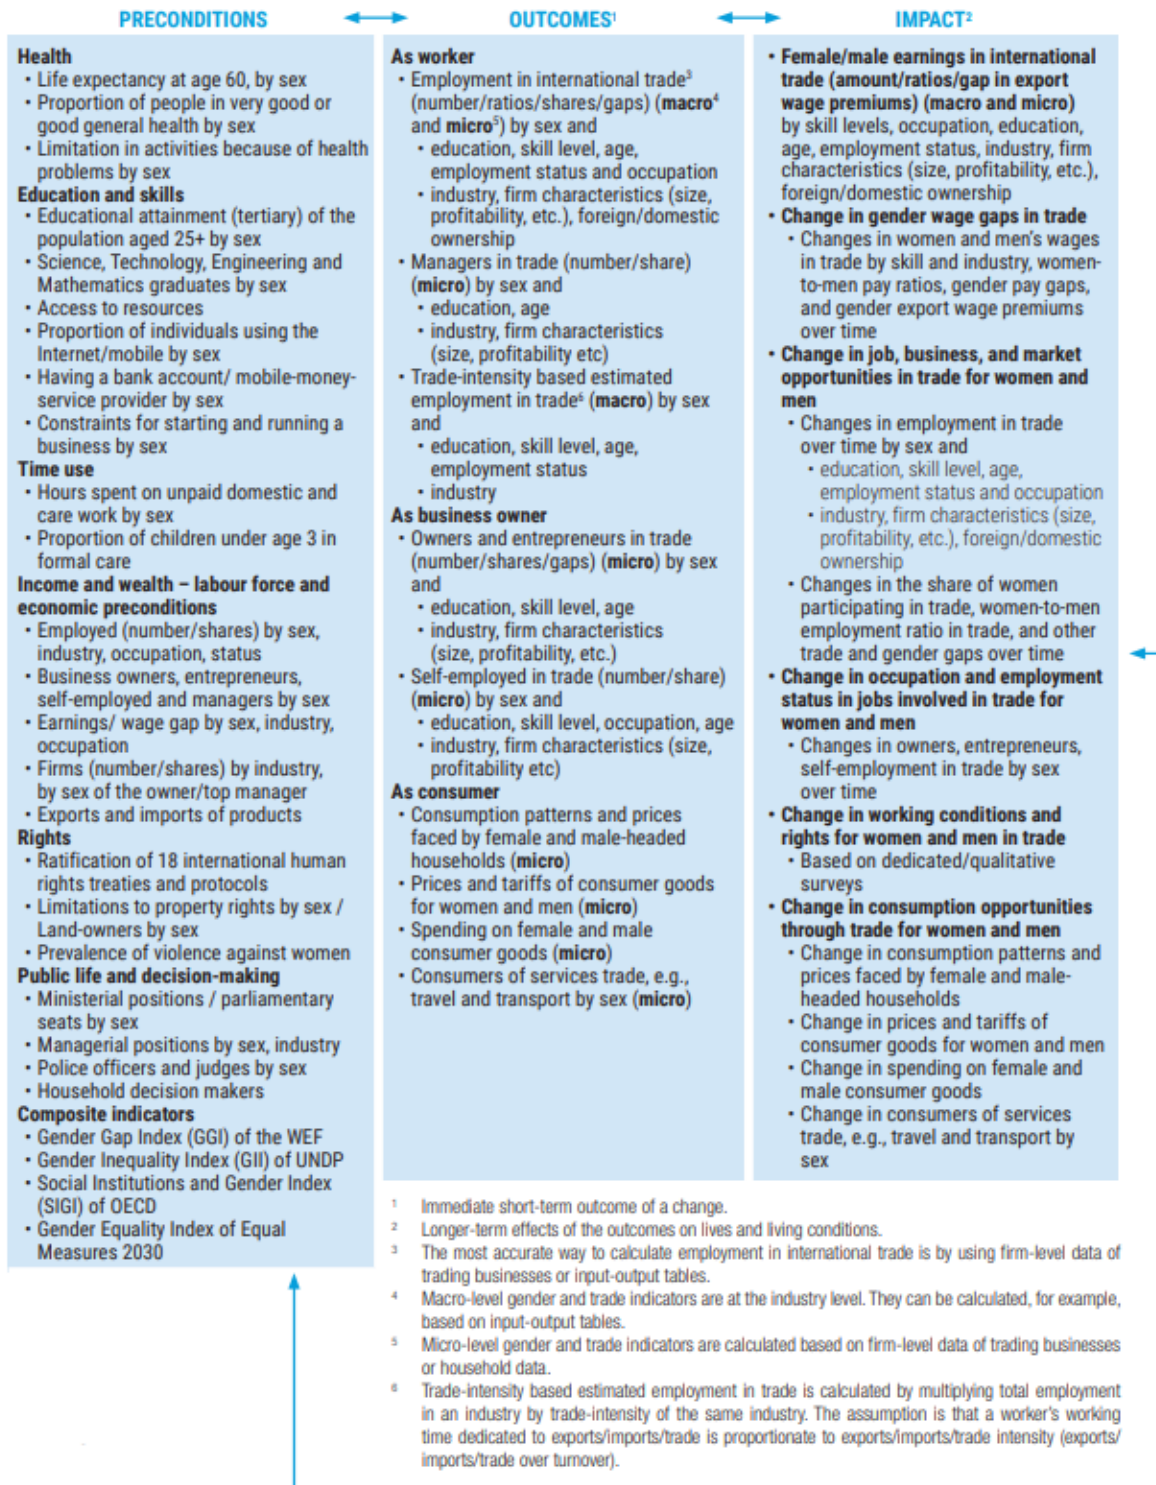 PRECONDITIONS
OUTCOMES¹
IMPACT²
Health
• Life expectancy at age 60, by sex
• Proportion of people in very good or
good general health by sex
• Limitation in activities because of health
problems by sex
Education and skills
• Educational attainment (tertiary) of the
population aged 25+ by sex
• Science, Technology, Engineering and
Mathematics graduates by sex
• Access to resources
• Proportion of individuals using the
Internet/mobile by sex
• Having a bank account/ mobile-money-
service provider by sex
• Constraints for starting and running a
business by sex
Time use
• Hours spent on unpaid domestic and
care work by sex
• Proportion of children under age 3 in
formal care
Income and wealth – labour force and
economic preconditions
• Employed (number/shares) by sex,
industry, occupation, status
• Business owners, entrepreneurs,
self-employed and managers by sex
• Earnings/ wage gap by sex, industry,
occupation
• Firms (number/shares) by industry,
by sex of the owner/top manager
• Exports and imports of products
Rights
• Ratification of 18 international human
rights treaties and protocols
• Limitations to property rights by sex /
Land-owners by sex
• Prevalence of violence against women
Public life and decision-making
• Ministerial positions / parliamentary
seats by sex
• Managerial positions by sex, industry
• Police officers and judges by sex
• Household decision makers
Composite indicators
• Gender Gap Index (GGI) of the WEF
• Gender Inequality Index (GII) of UNDP
• Social Institutions and Gender Index
(SIGI) of OECD
• Gender Equality Index of Equal
Measures 2030
As worker
• Employment in international trade³
(number/ratios/shares/gaps) (macro⁴
and micro⁵) by sex and
• education, skill level, age,
employment status and occupation
• industry, firm characteristics (size,
profitability, etc.), foreign/domestic
ownership
• Managers in trade (number/share)
(micro) by sex and
• education, age
• industry, firm characteristics
(size, profitability etc)
• Trade-intensity based estimated
employment in trade⁶ (macro) by sex
and
• education, skill level, age,
employment status
• industry
As business owner
• Owners and entrepreneurs in trade
(number/shares/gaps) (micro) by sex
and
• education, skill level, age
• industry, firm characteristics
(size, profitability, etc.)
• Self-employed in trade (number/share)
(micro) by sex and
• education, skill level, occupation, age
• industry, firm characteristics (size,
profitability etc)
As consumer
• Consumption patterns and prices
faced by female and male-headed
households (micro)
• Prices and tariffs of consumer goods
for women and men (micro)
• Spending on female and male
consumer goods (micro)
• Consumers of services trade, e.g.,
travel and transport by sex (micro)
• Female/male earnings in international
trade (amount/ratios/gap in export
wage premiums) (macro and micro)
by skill levels, occupation, education,
age, employment status, industry, firm
characteristics (size, profitability, etc.),
foreign/domestic ownership
• Change in gender wage gaps in trade
• Changes in women and men's wages
in trade by skill and industry, women-
to-men pay ratios, gender pay gaps,
and gender export wage premiums
over time
• Change in job, business, and market
opportunities in trade for women and
men
• Changes in employment in trade
over time by sex and
• education, skill level, age,
employment status and occupation
• industry, firm characteristics (size,
profitability, etc.), foreign/domestic
ownership
• Changes in the share of women
participating in trade, women-to-men
employment ratio in trade, and other
trade and gender gaps over time
• Change in occupation and employment
status in jobs involved in trade for
women and men
• Changes in owners, entrepreneurs,
self-employment in trade by sex
over time
• Change in working conditions and
rights for women and men in trade
• Based on dedicated/qualitative
surveys
• Change in consumption opportunities
through trade for women and men
• Change in consumption patterns and
prices faced by female and male-
headed households
• Change in prices and tariffs of
consumer goods for women and men
• Change in spending on female and
male consumer goods
• Change in consumers of services
trade, e.g., travel and transport by
sex
¹ Immediate short-term outcome of a change.
² Longer-term effects of the outcomes on lives and living conditions.
³ The most accurate way to calculate employment in international trade is by using firm-level data of
trading businesses or input-output tables.
⁴ Macro-level gender and trade indicators are at the industry level. They can be calculated, for example,
based on input-output tables.
⁵ Micro-level gender and trade indicators are calculated based on firm-level data of trading businesses
or household data.
⁶ Trade-intensity based estimated employment in trade is calculated by multiplying total employment
in an industry by trade-intensity of the same industry. The assumption is that a worker's working
time dedicated to exports/imports/trade is proportionate to exports/imports/trade intensity (exports/
imports/trade over turnover).